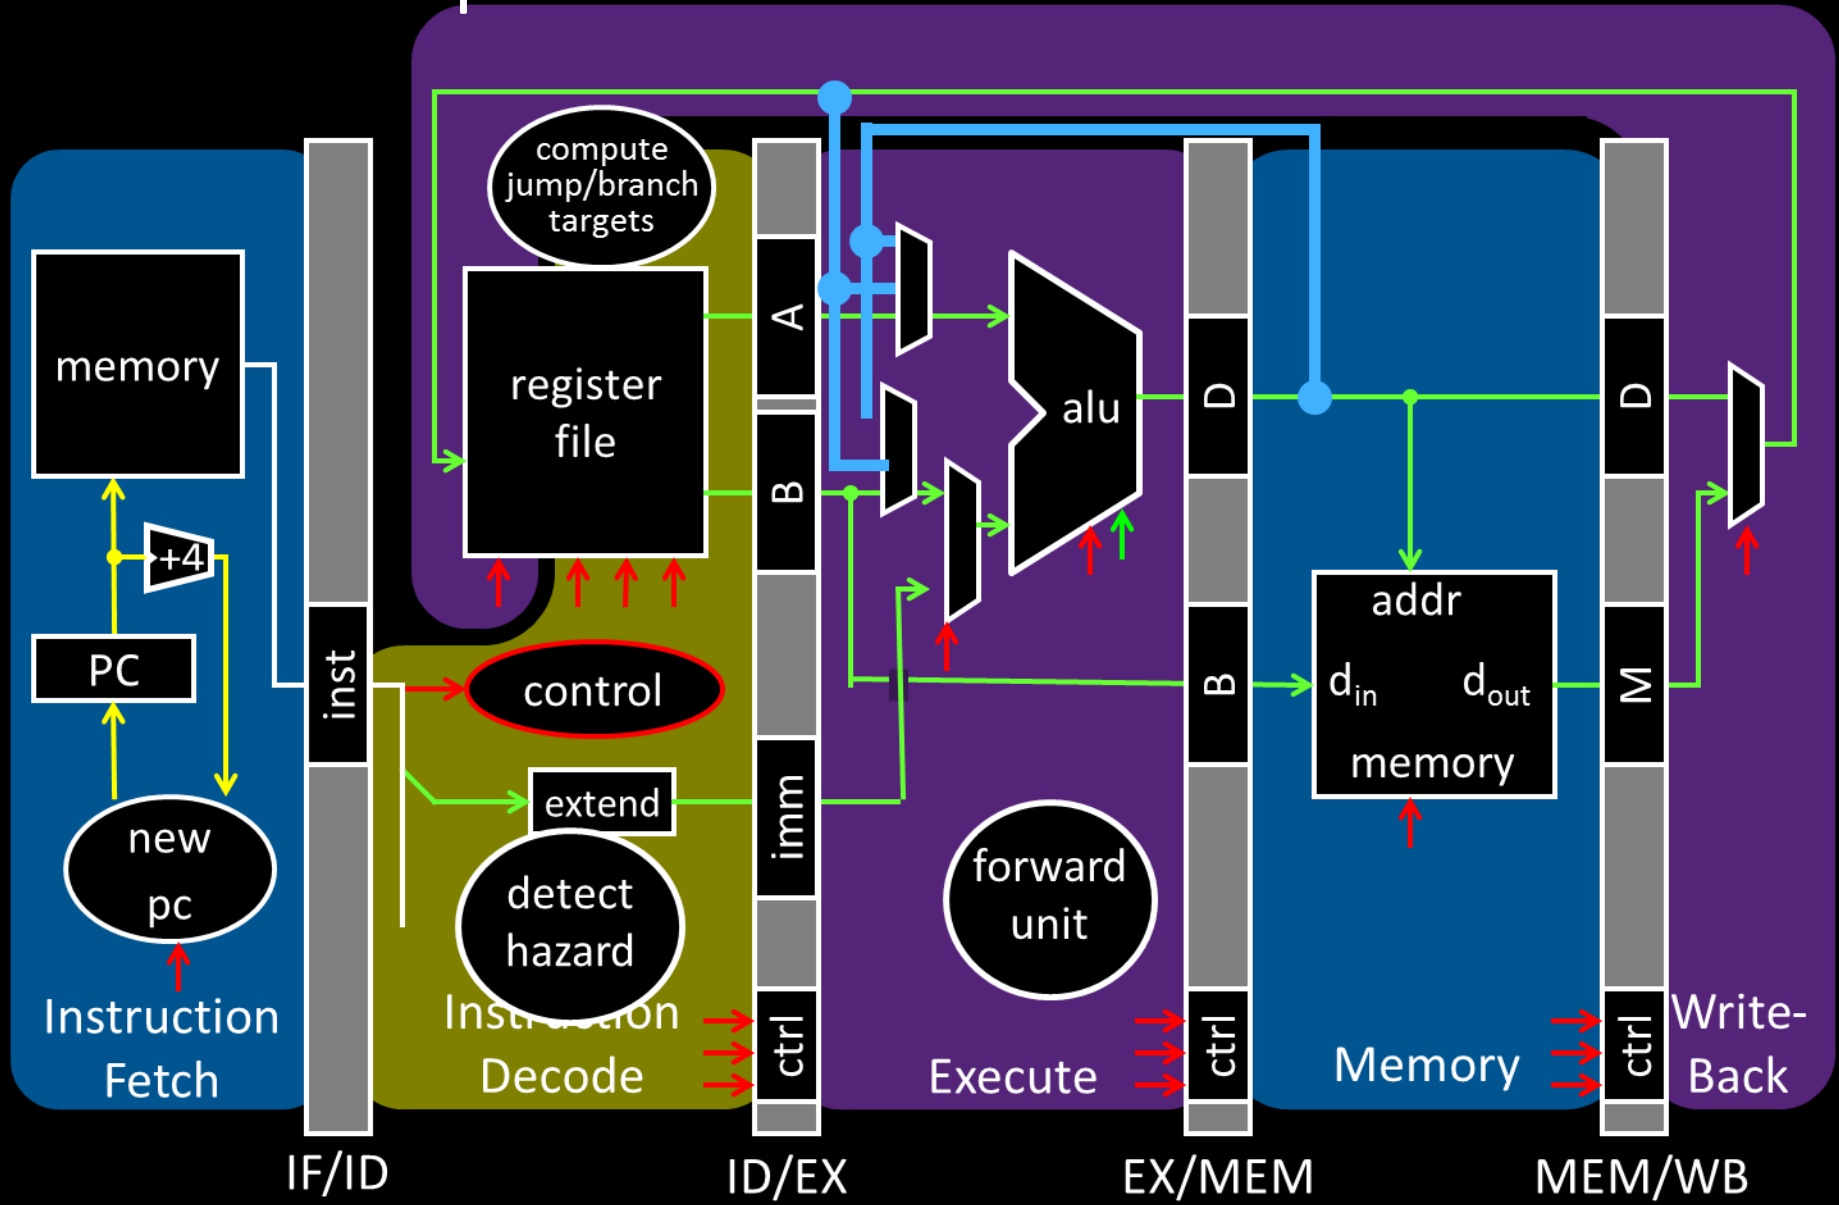 compute
jump/branch
targets
memory
register
file
A
B
alu
D
D
+4
PC
inst
control
B
addr
din
dout
memory
M
new
pc
extend
imm
detect
hazard
forward
unit
Instruction
Fetch
Instruction
Decode
ctrl
Execute
ctrl
Memory
ctrl
Write-
Back
IF/ID
ID/EX
EX/MEM
MEM/WB